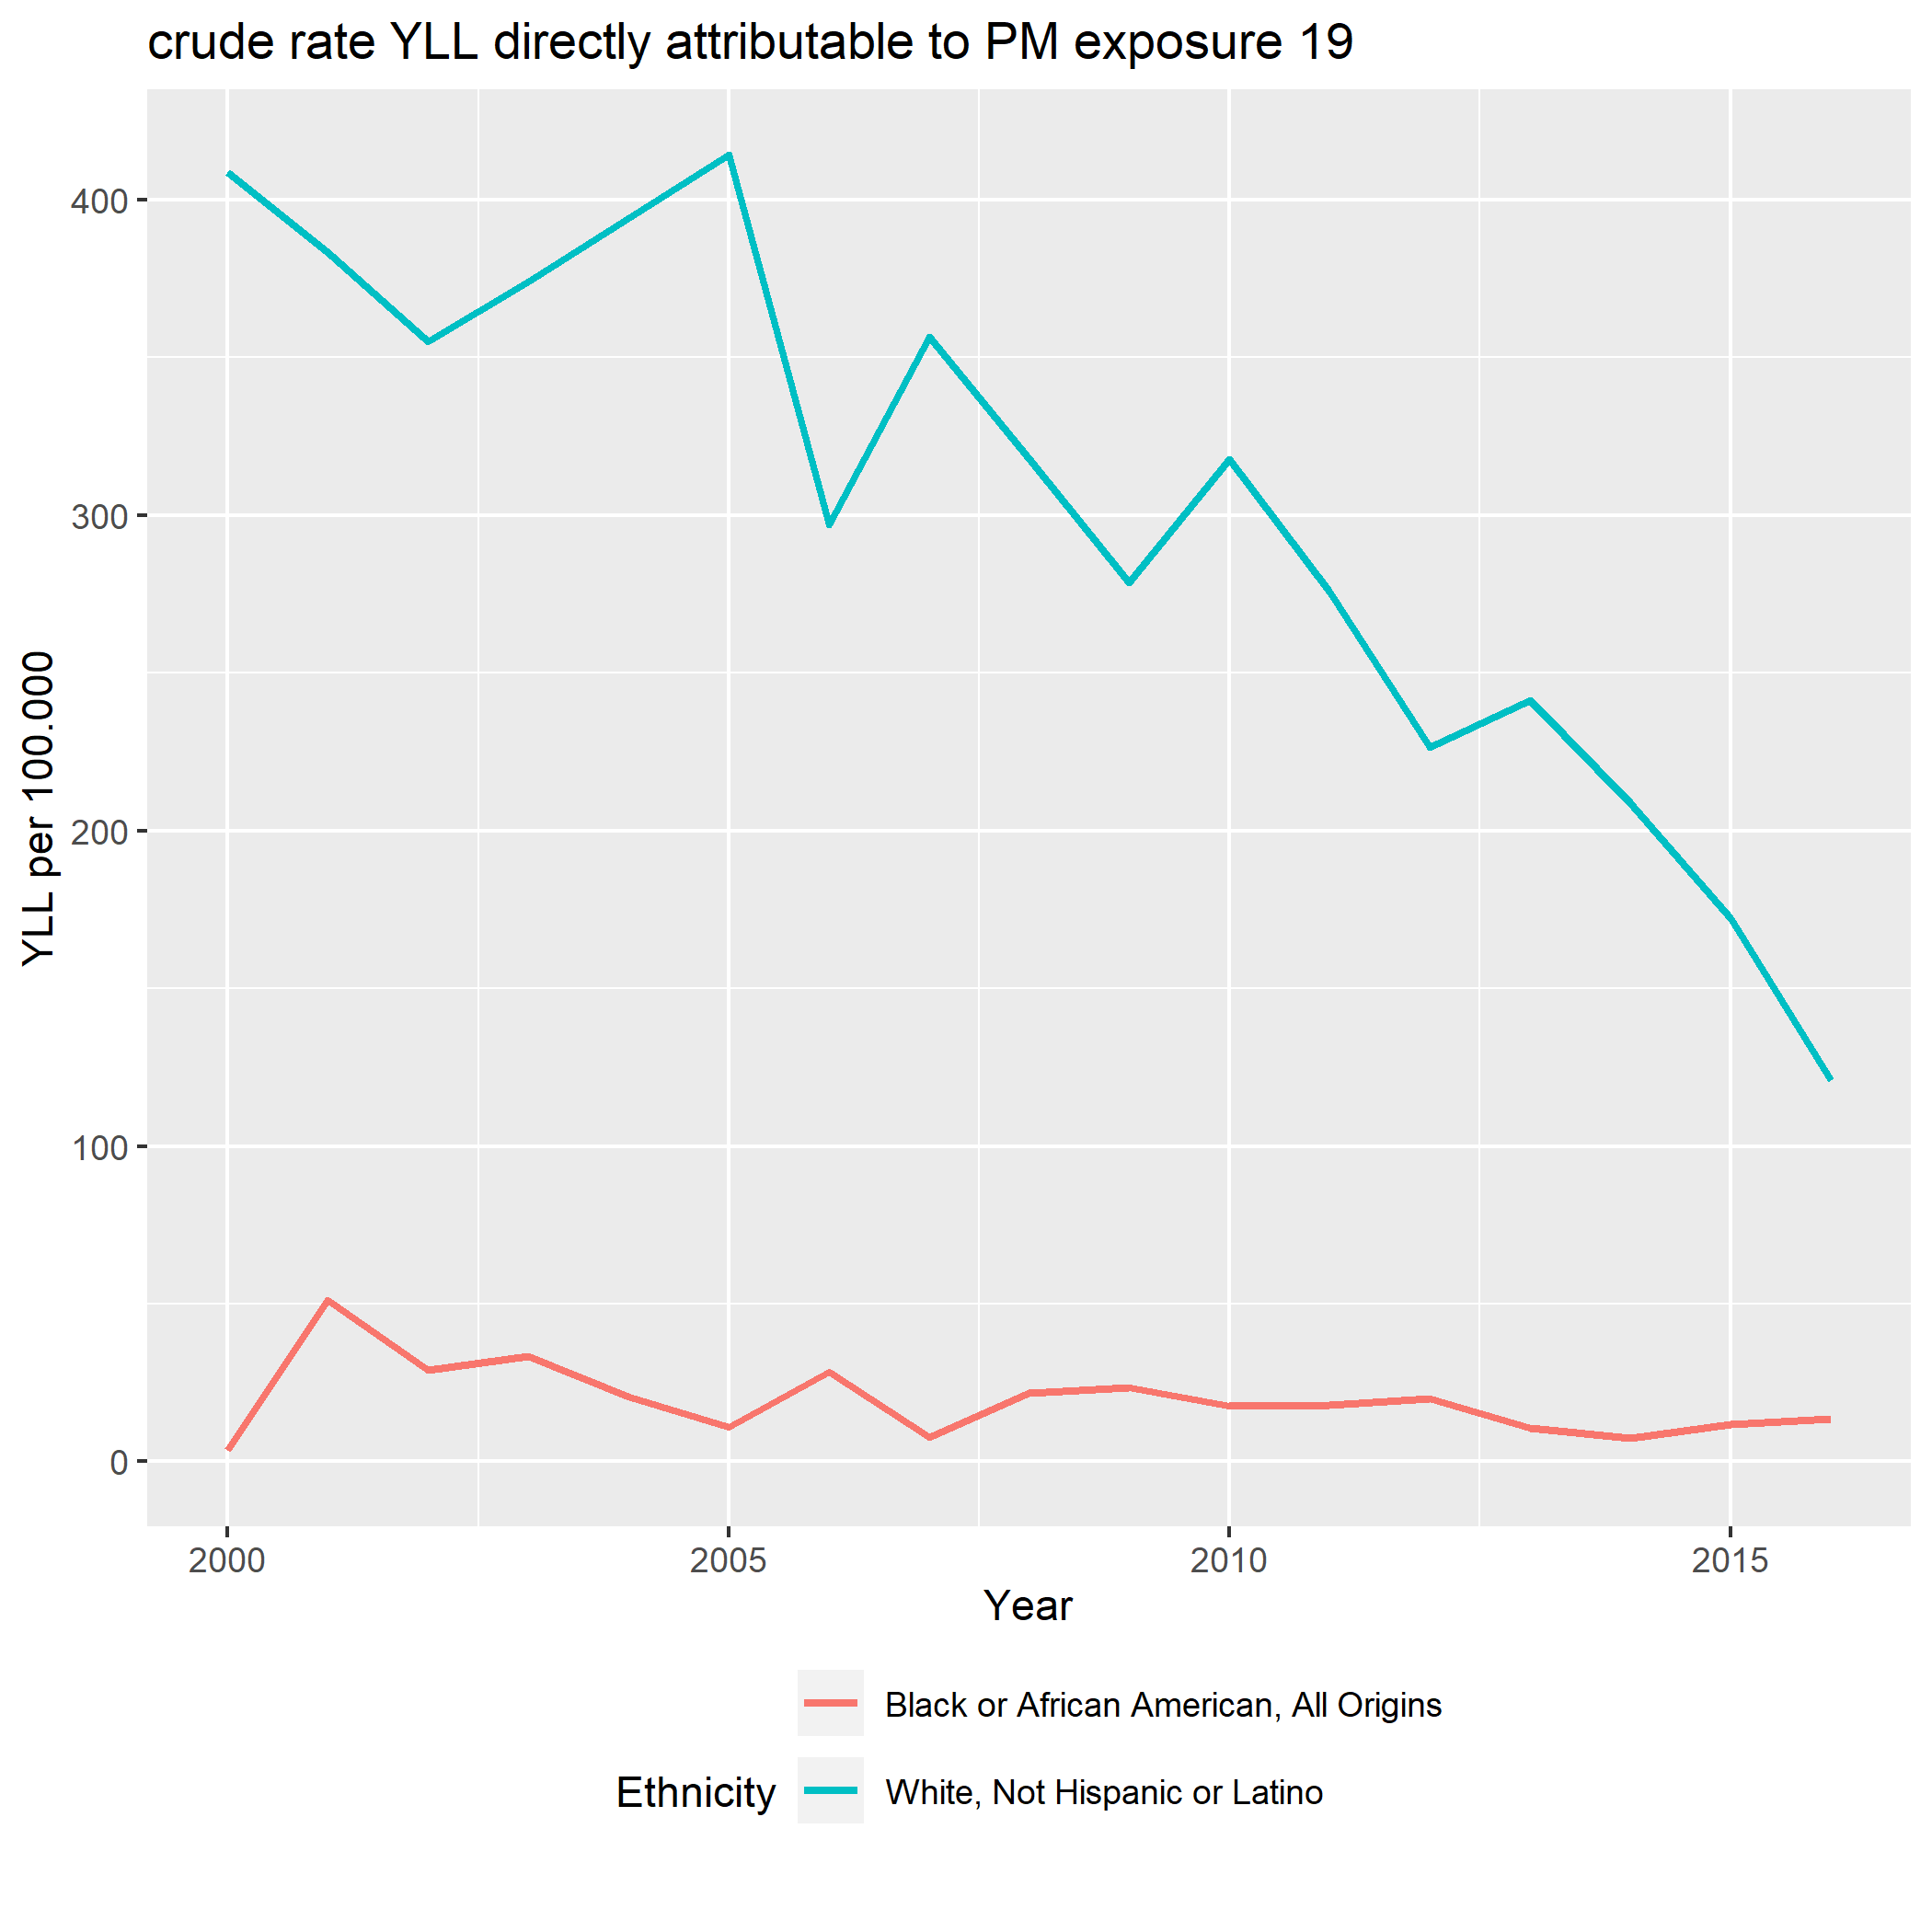 crude rate YLL directly attributable to PM exposure 19
YLL per 100.000
400
300
200
100
0
2000 2005 2010 2015
Year
Ethnicity
Black or African American, All Origins
White, Not Hispanic or Latino